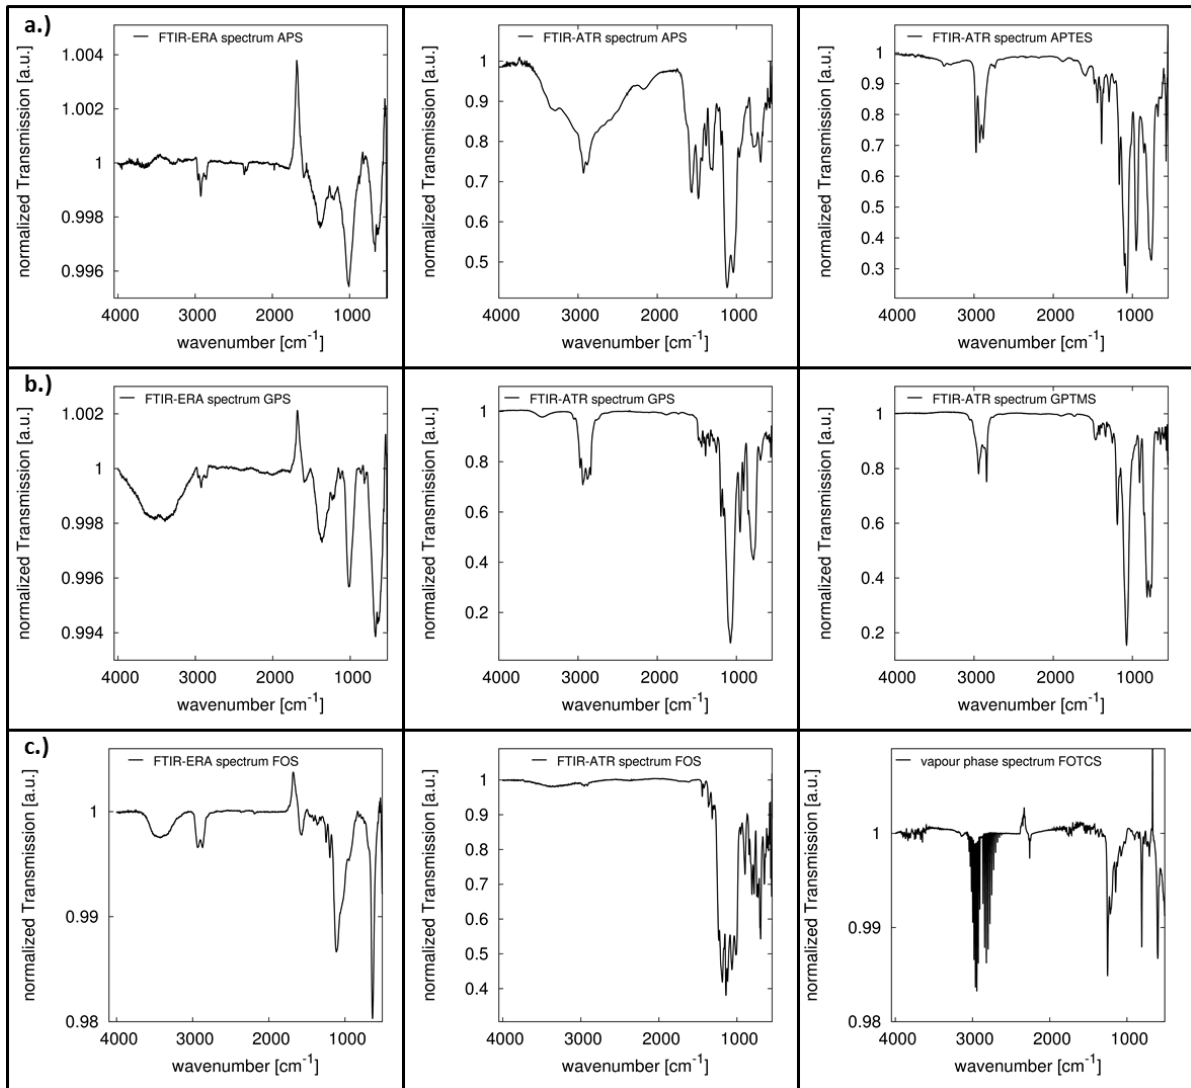 a.)
FTIR-ERA spectrum APS
normalized Transmission [a.u.]
1.004
1.002
1
0.998
0.996
4000 3000 2000 1000
wavenumber [cm-1]
FTIR-ATR spectrum APS
normalized Transmission [a.u.]
1
0.9
0.8
0.7
0.6
0.5
4000 3000 2000 1000
wavenumber [cm-1]
FTIR-ATR spectrum APTES
normalized Transmission [a.u.]
1
0.9
0.8
0.7
0.6
0.5
0.4
0.3
4000 3000 2000 1000
wavenumber [cm-1]
b.)
FTIR-ERA spectrum GPS
normalized Transmission [a.u.]
1.002
1
0.998
0.996
0.994
4000 3000 2000 1000
wavenumber [cm-1]
FTIR-ATR spectrum GPS
normalized Transmission [a.u.]
1
0.8
0.6
0.4
0.2
4000 3000 2000 1000
wavenumber [cm-1]
FTIR-ATR spectrum GPTMS
normalized Transmission [a.u.]
1
0.8
0.6
0.4
0.2
4000 3000 2000 1000
wavenumber [cm-1]
c.)
FTIR-ERA spectrum FOS
normalized Transmission [a.u.]
1
0.99
0.98
4000 3000 2000 1000
wavenumber [cm-1]
FTIR-ATR spectrum FOS
normalized Transmission [a.u.]
1
0.9
0.8
0.7
0.6
0.5
0.4
4000 3000 2000 1000
wavenumber [cm-1]
vapour phase spectrum FOTCS
normalized Transmission [a.u.]
1
0.99
0.98
4000 3000 2000 1000
wavenumber [cm-1]